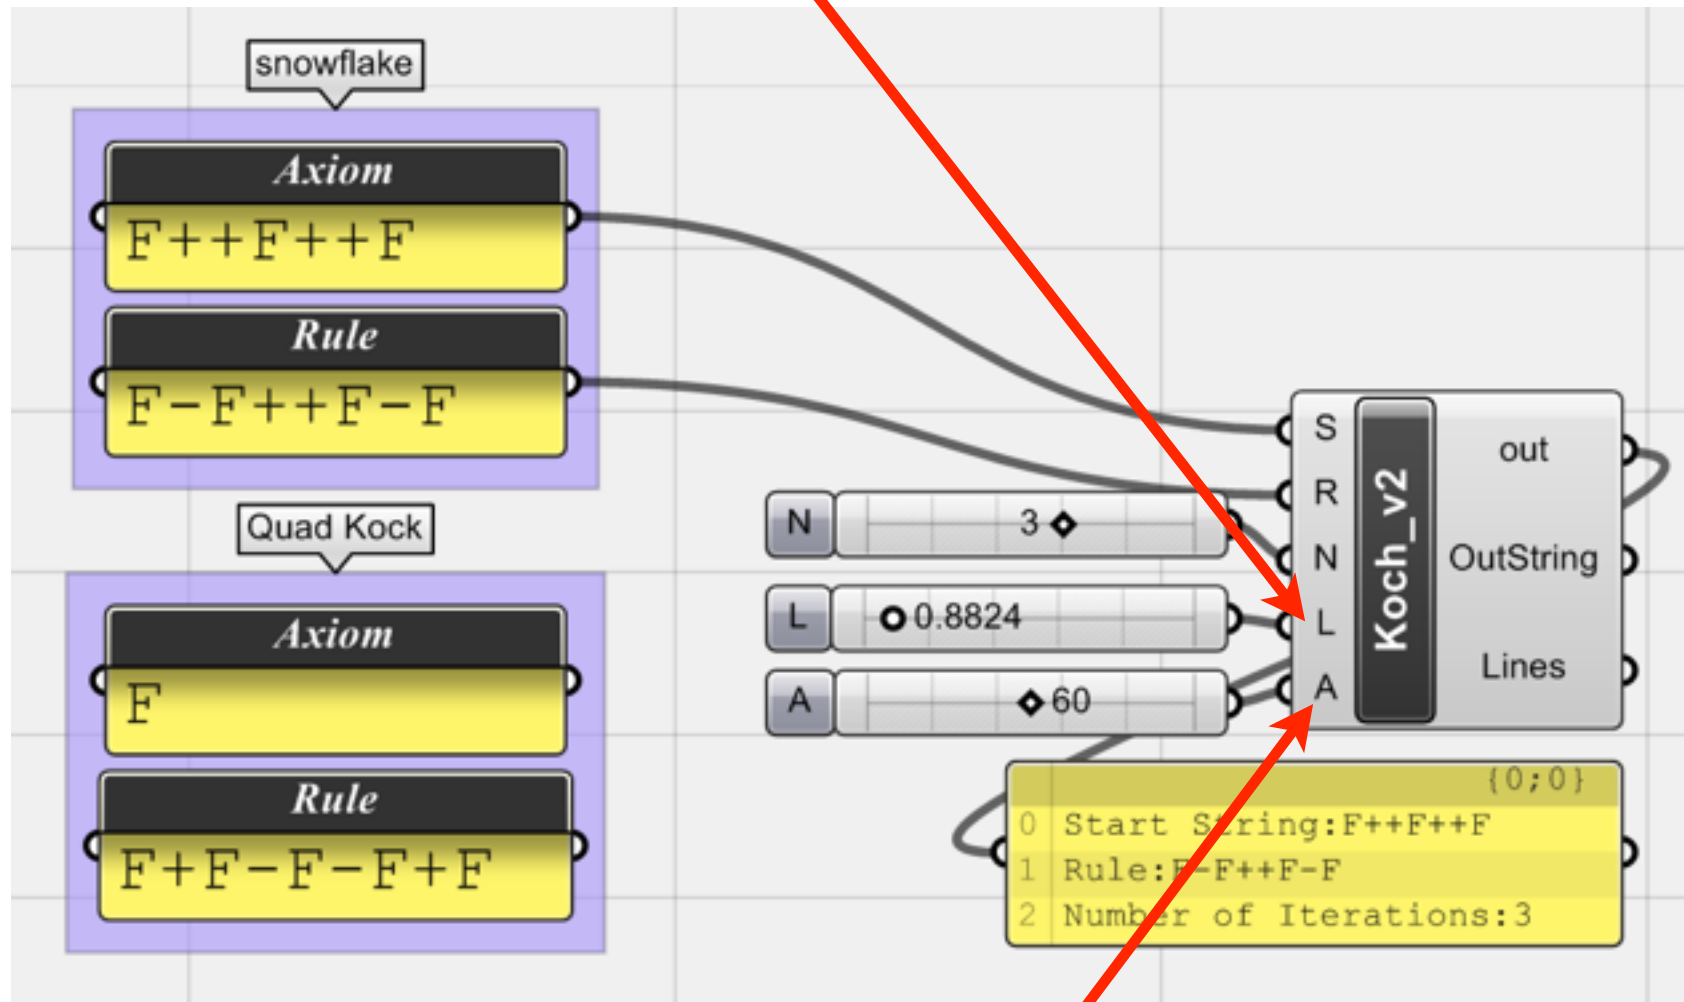 snowflake
Axiom
F++F++F
Rule
F-F++F-F
Quad Kock
Axiom
F
Rule
F+F-F-F+F
N 3
L 0.8824
A 60
S
R
N
L
A
Koch_v2
out
OutString
Lines
{0;0}
0 Start String:F++F++F
1 Rule:F-F++F-F
2 Number of Iterations:3